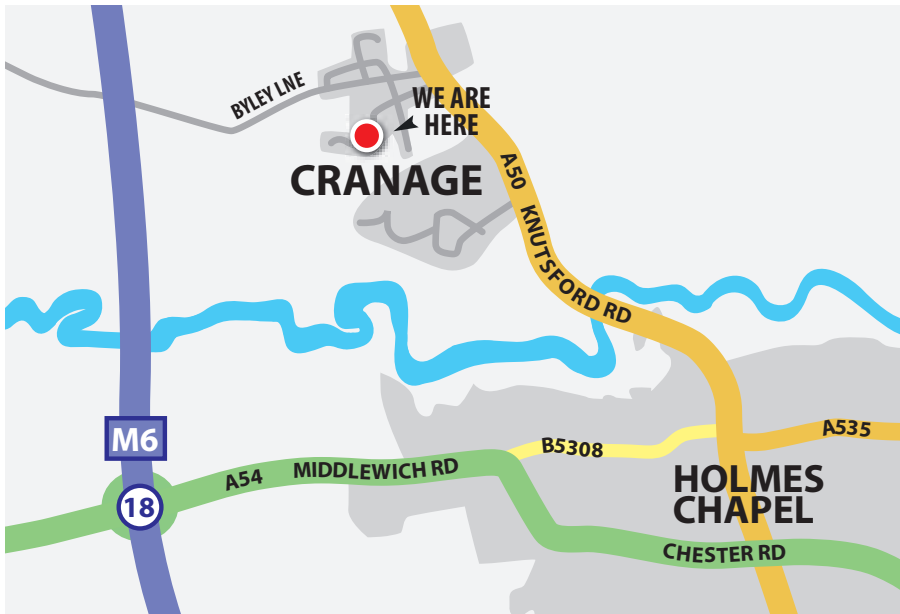 BYLEY LNE
WE ARE
HERE
CRANAGE
A50 KNUTSFORD RD
M6
18
A54 MIDDLEWICH RD
B5308
A535
HOLMES
CHAPEL
CHESTER RD